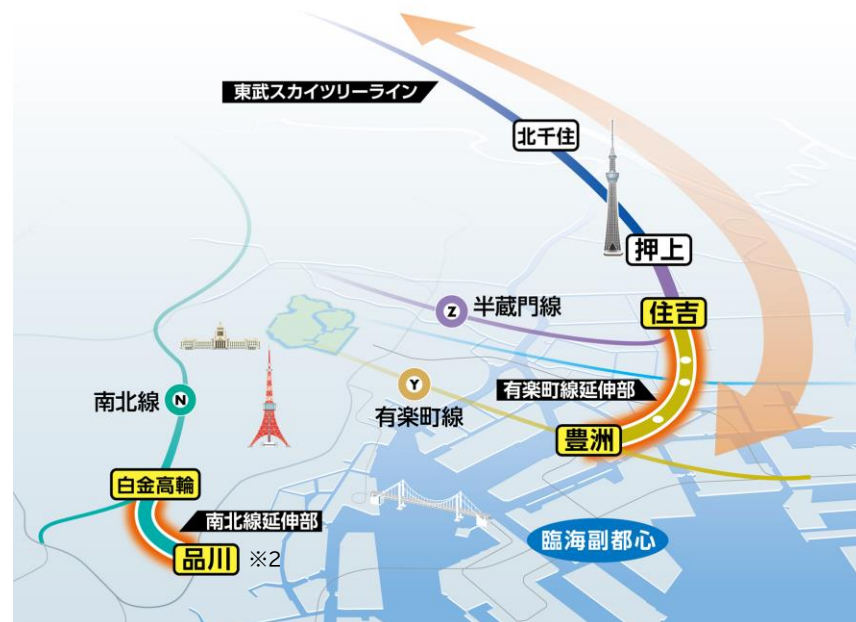 東武スカイツリーライン
北千住
押上
住吉
Z 半蔵門線
有楽町線延伸部
Y
有楽町線
南北線 N
豊洲
白金高輪
南北線延伸部
品川 ※2
臨海副都心